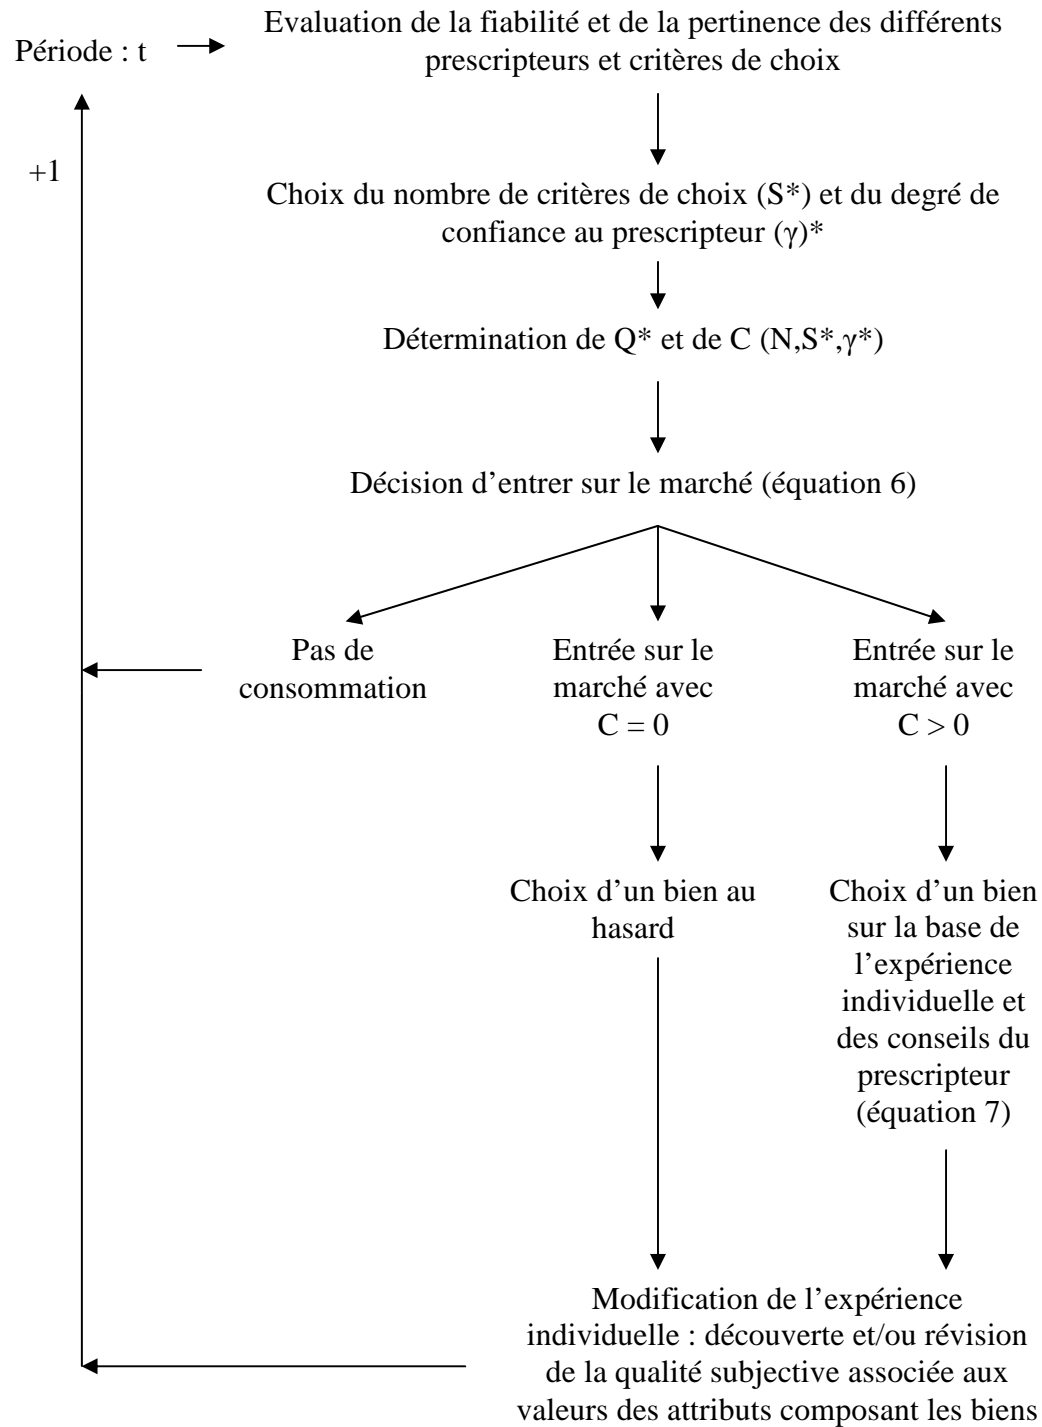 Période : t
Evaluation de la fiabilité et de la pertinence des différents
prescripteurs et critères de choix
+1
Choix du nombre de critères de choix (S*) et du degré de
confiance au prescripteur (γ)*
Détermination de Q* et de C (N,S*,γ*)
Décision d’entrer sur le marché (équation 6)
Pas de
consommation
Entrée sur le
marché avec
C = 0
Entrée sur le
marché avec
C > 0
Choix d’un bien au
hasard
Choix d’un bien
sur la base de
l’expérience
individuelle et
des conseils du
prescripteur
(équation 7)
Modification de l’expérience
individuelle : découverte et/ou révision
de la qualité subjective associée aux
valeurs des attributs composant les biens